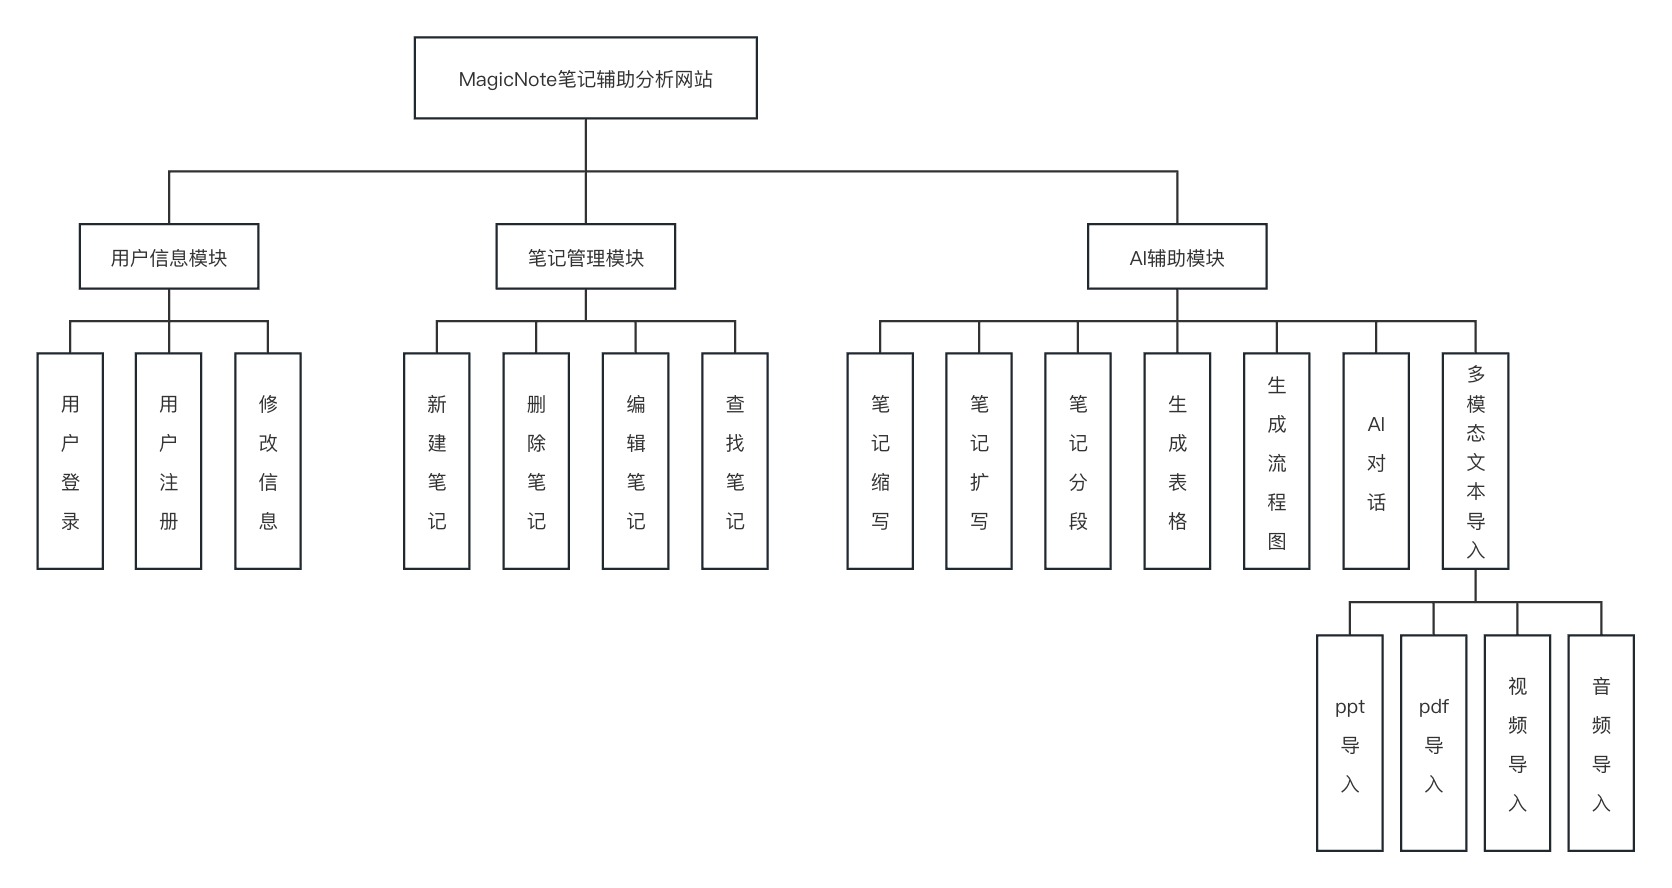 MagicNote笔记辅助分析网站
用户信息模块
笔记管理模块
AI辅助模块
用户登录
用户注册
修改信息
新建笔记
删除笔记
编辑笔记
查找笔记
笔记缩写
笔记扩写
笔记分段
生成表格
生成流程图
AI对话
多模态文本导入
ppt导入
pdf导入
视频导入
音频导入